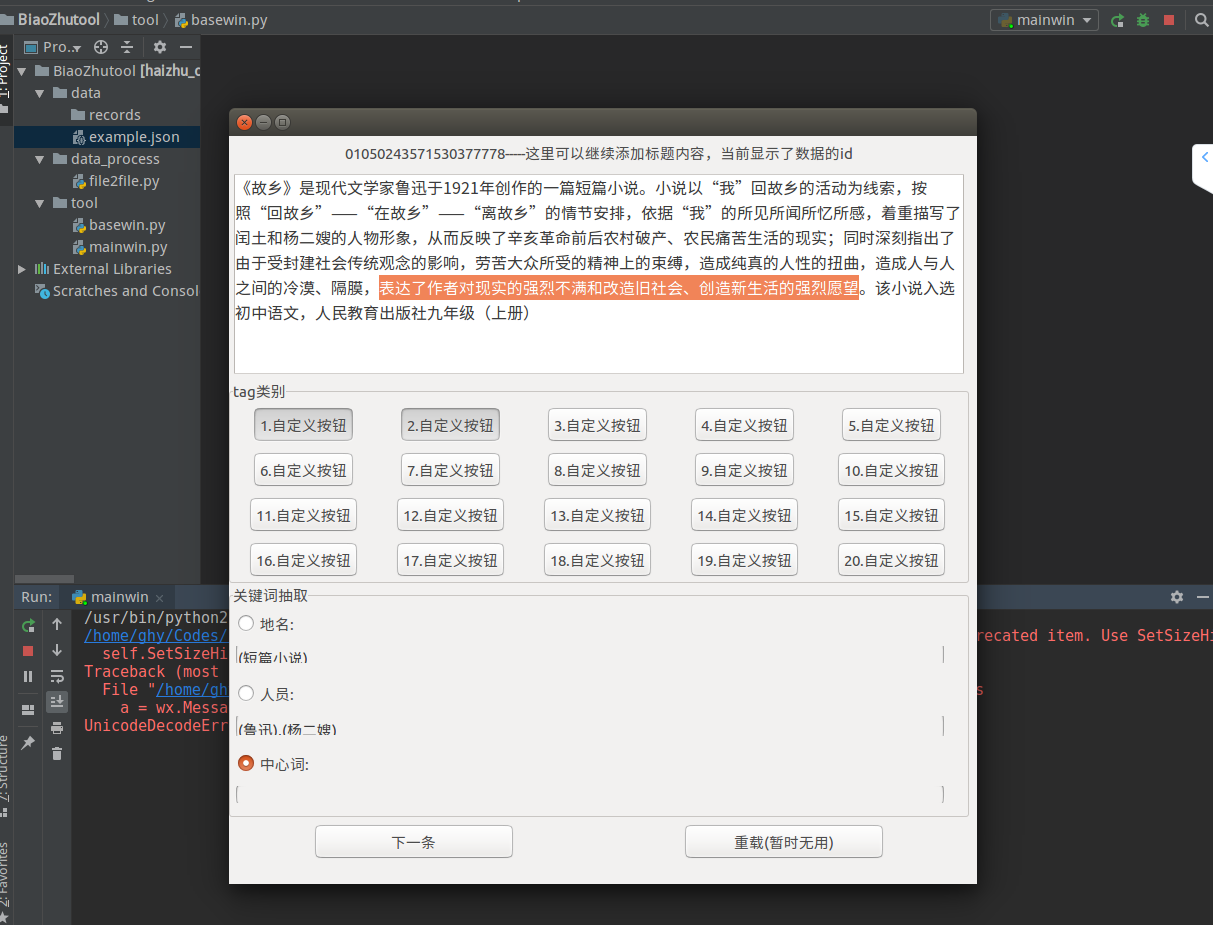 BiaoZhutool tool basewin.py mainwin
1: Project
Pro..
BiaoZhutool [haizhu_
data
records
example.json
data_process
file2file.py
tool
basewin.py
mainwin.py
External Libraries
Scratches and Consol
01050243571530377778-----这里可以继续添加标题内容，当前显示了数据的id
《故乡》是现代文学家鲁迅于1921年创作的一篇短篇小说。小说以“我”回故乡的活动为线索，按
照“回故乡”——“在故乡”——“离故乡”的情节安排，依据“我”的所见所闻所忆所感，着重描写了
闰土和杨二嫂的人物形象，从而反映了辛亥革命前后农村破产、农民痛苦生活的现实；同时深刻指出了
由于受封建社会传统观念的影响，劳苦大众所受的精神上的束缚，造成纯真的人性的扭曲，造成人与人
之间的冷漠、隔膜，表达了作者对现实的强烈不满和改造旧社会、创造新生活的强烈愿望。该小说入选
初中语文，人民教育出版社九年级（上册）
tag类别
1.自定义按钮 2.自定义按钮 3.自定义按钮 4.自定义按钮 5.自定义按钮
6.自定义按钮 7.自定义按钮 8.自定义按钮 9.自定义按钮 10.自定义按钮
11.自定义按钮 12.自定义按钮 13.自定义按钮 14.自定义按钮 15.自定义按钮
16.自定义按钮 17.自定义按钮 18.自定义按钮 19.自定义按钮 20.自定义按钮
关键词抽取
地名:
(短篇小说)
人员:
(鲁迅),(杨二嫂)
中心词:
下一条 重载(暂时无用)
Run: mainwin
/usr/bin/python2
/home/ghy/Codes/ recated item. Use SetSizeHi
self.SetSizeHi
Traceback (most
File "/home/gh s
a = wx.Messa
UnicodeDecodeErr
7: Structure
2: Favorites